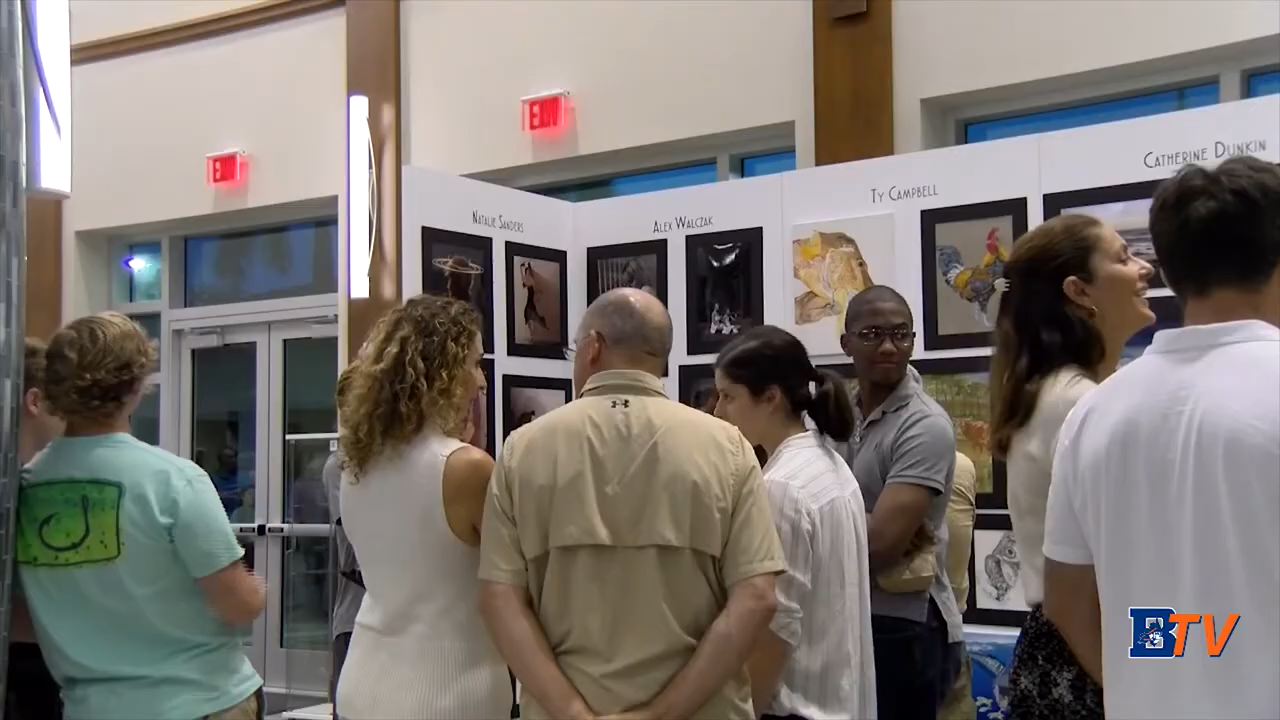 EXIT
EXIT
NATALIE SANDERS
ALEX WALCZAK
TY CAMPBELL
CATHERINE DUNKIN
BTV